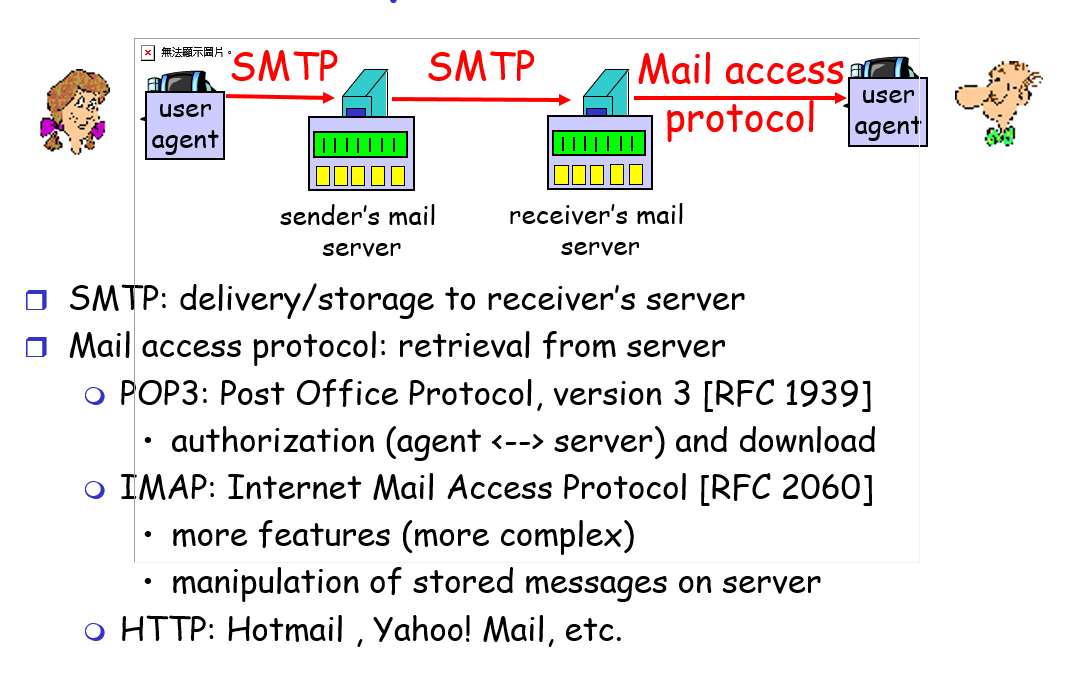 無法顯示圖片。
SMTP
SMTP
Mail access
protocol
user
agent
user
agent
sender's mail
server
receiver's mail
server
SMTP: delivery/storage to receiver's server
Mail access protocol: retrieval from server
POP3: Post Office Protocol, version 3 [RFC 1939]
• authorization (agent <--> server) and download
IMAP: Internet Mail Access Protocol [RFC 2060]
• more features (more complex)
• manipulation of stored messages on server
HTTP: Hotmail , Yahoo! Mail, etc.